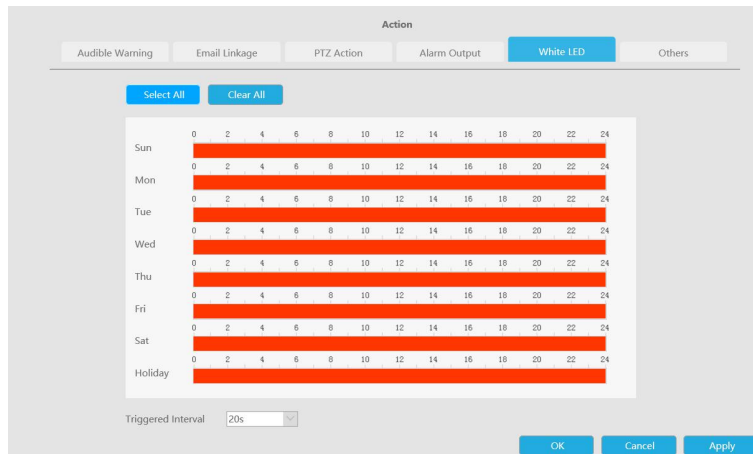 Action
Audible Warning Email Linkage PTZ Action Alarm Output White LED Others
Select All Clear All
0 2 4 6 8 10 12 14 16 18 20 22 24
Sun
0 2 4 6 8 10 12 14 16 18 20 22 24
Mon
0 2 4 6 8 10 12 14 16 18 20 22 24
Tue
0 2 4 6 8 10 12 14 16 18 20 22 24
Wed
0 2 4 6 8 10 12 14 16 18 20 22 24
Thu
0 2 4 6 8 10 12 14 16 18 20 22 24
Fri
0 2 4 6 8 10 12 14 16 18 20 22 24
Sat
0 2 4 6 8 10 12 14 16 18 20 22 24
Holiday
Triggered Interval 20s
OK Cancel Apply